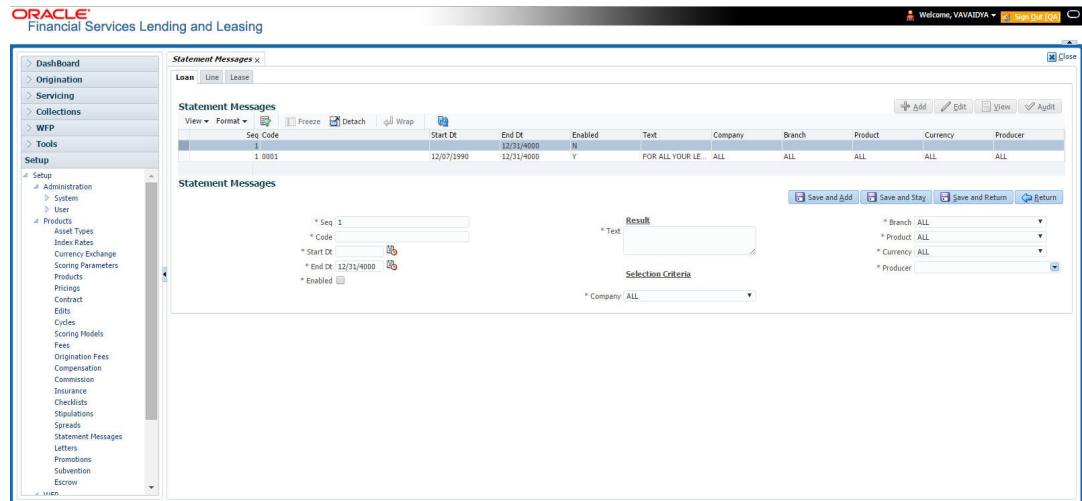 ORACLE
Financial Services Lending and Leasing
Welcome, VAVAIDYA
Sign Out [QA]
Close
DashBoard
Origination
Servicing
Collections
WFP
Tools
Setup
Setup
Administration
System
User
Products
Asset Types
Index Rates
Currency Exchange
Scoring Parameters
Products
Pricings
Contract
Edits
Cycles
Scoring Models
Fees
Origination Fees
Compensation
Commission
Insurance
Checklists
Stipulations
Spreads
Statement Messages
Letters
Promotions
Subvention
Escrow
WFP
Statement Messages x
Loan Line Lease
Statement Messages
Add Edit View Audit
View Format Freeze Detach Wrap
Seq Code Start Dt End Dt Enabled Text Company Branch Product Currency Producer
1 12/31/4000 N
1 0001 12/07/1990 12/31/4000 Y FOR ALL YOUR LE... ALL ALL ALL ALL ALL
Statement Messages
Save and Add Save and Stay Save and Return Return
* Seq 1
* Code
* Start Dt
* End Dt 12/31/4000
* Enabled
Result
* Text
Selection Criteria
* Company ALL
* Branch ALL
* Product ALL
* Currency ALL
* Producer